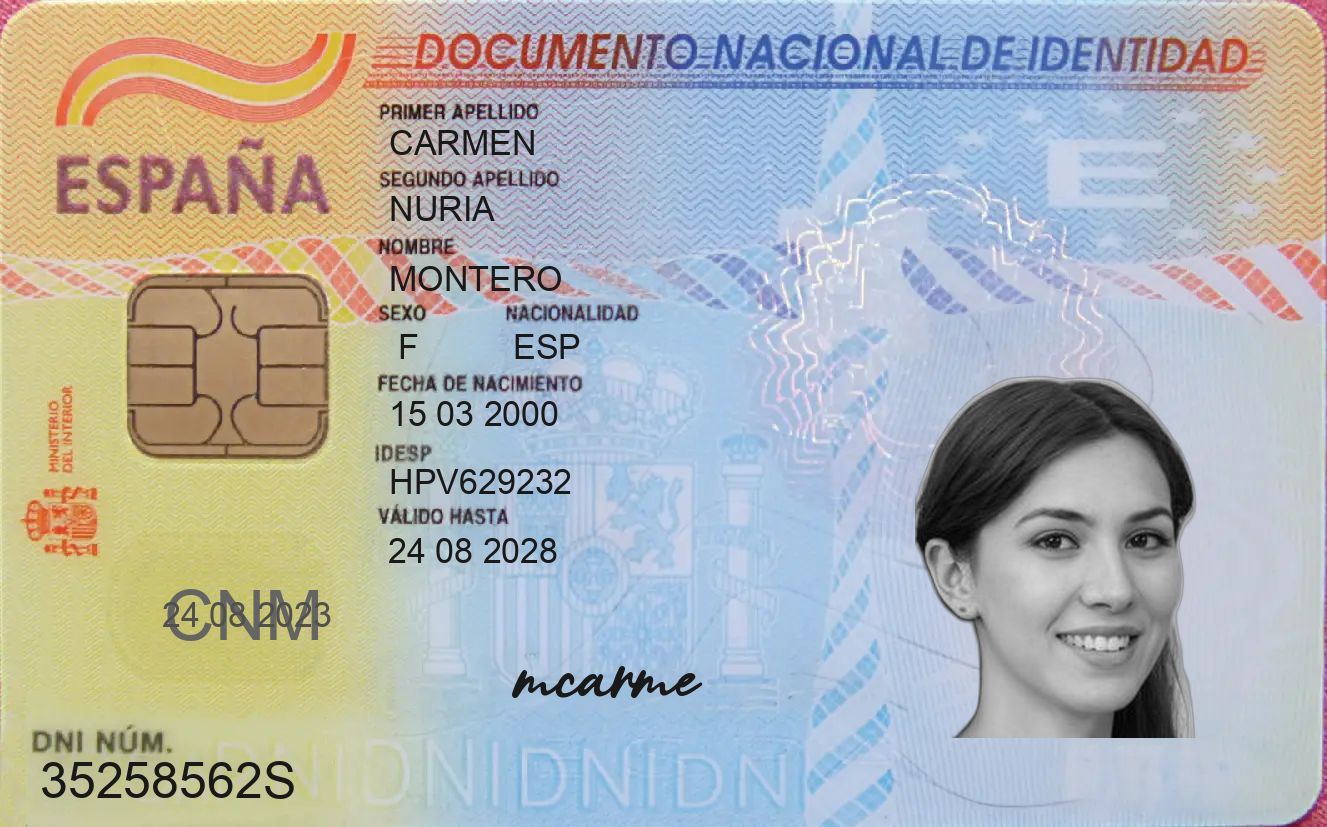 DOCUMENTO NACIONAL DE IDENTIDAD
ESPAÑA
PRIMER APELLIDO
CARMEN
SEGUNDO APELLIDO
NURIA
NOMBRE
MONTERO
SEXO NACIONALIDAD
F ESP
FECHA DE NACIMIENTO
15 03 2000
IDESP
HPV629232
VÁLIDO HASTA
24 08 2028
MINISTERIO
DEL INTERIOR
E
CNM
24 08 2023
mcarme
DNI NÚM.
35258562S
DNIDNIDNIDNI